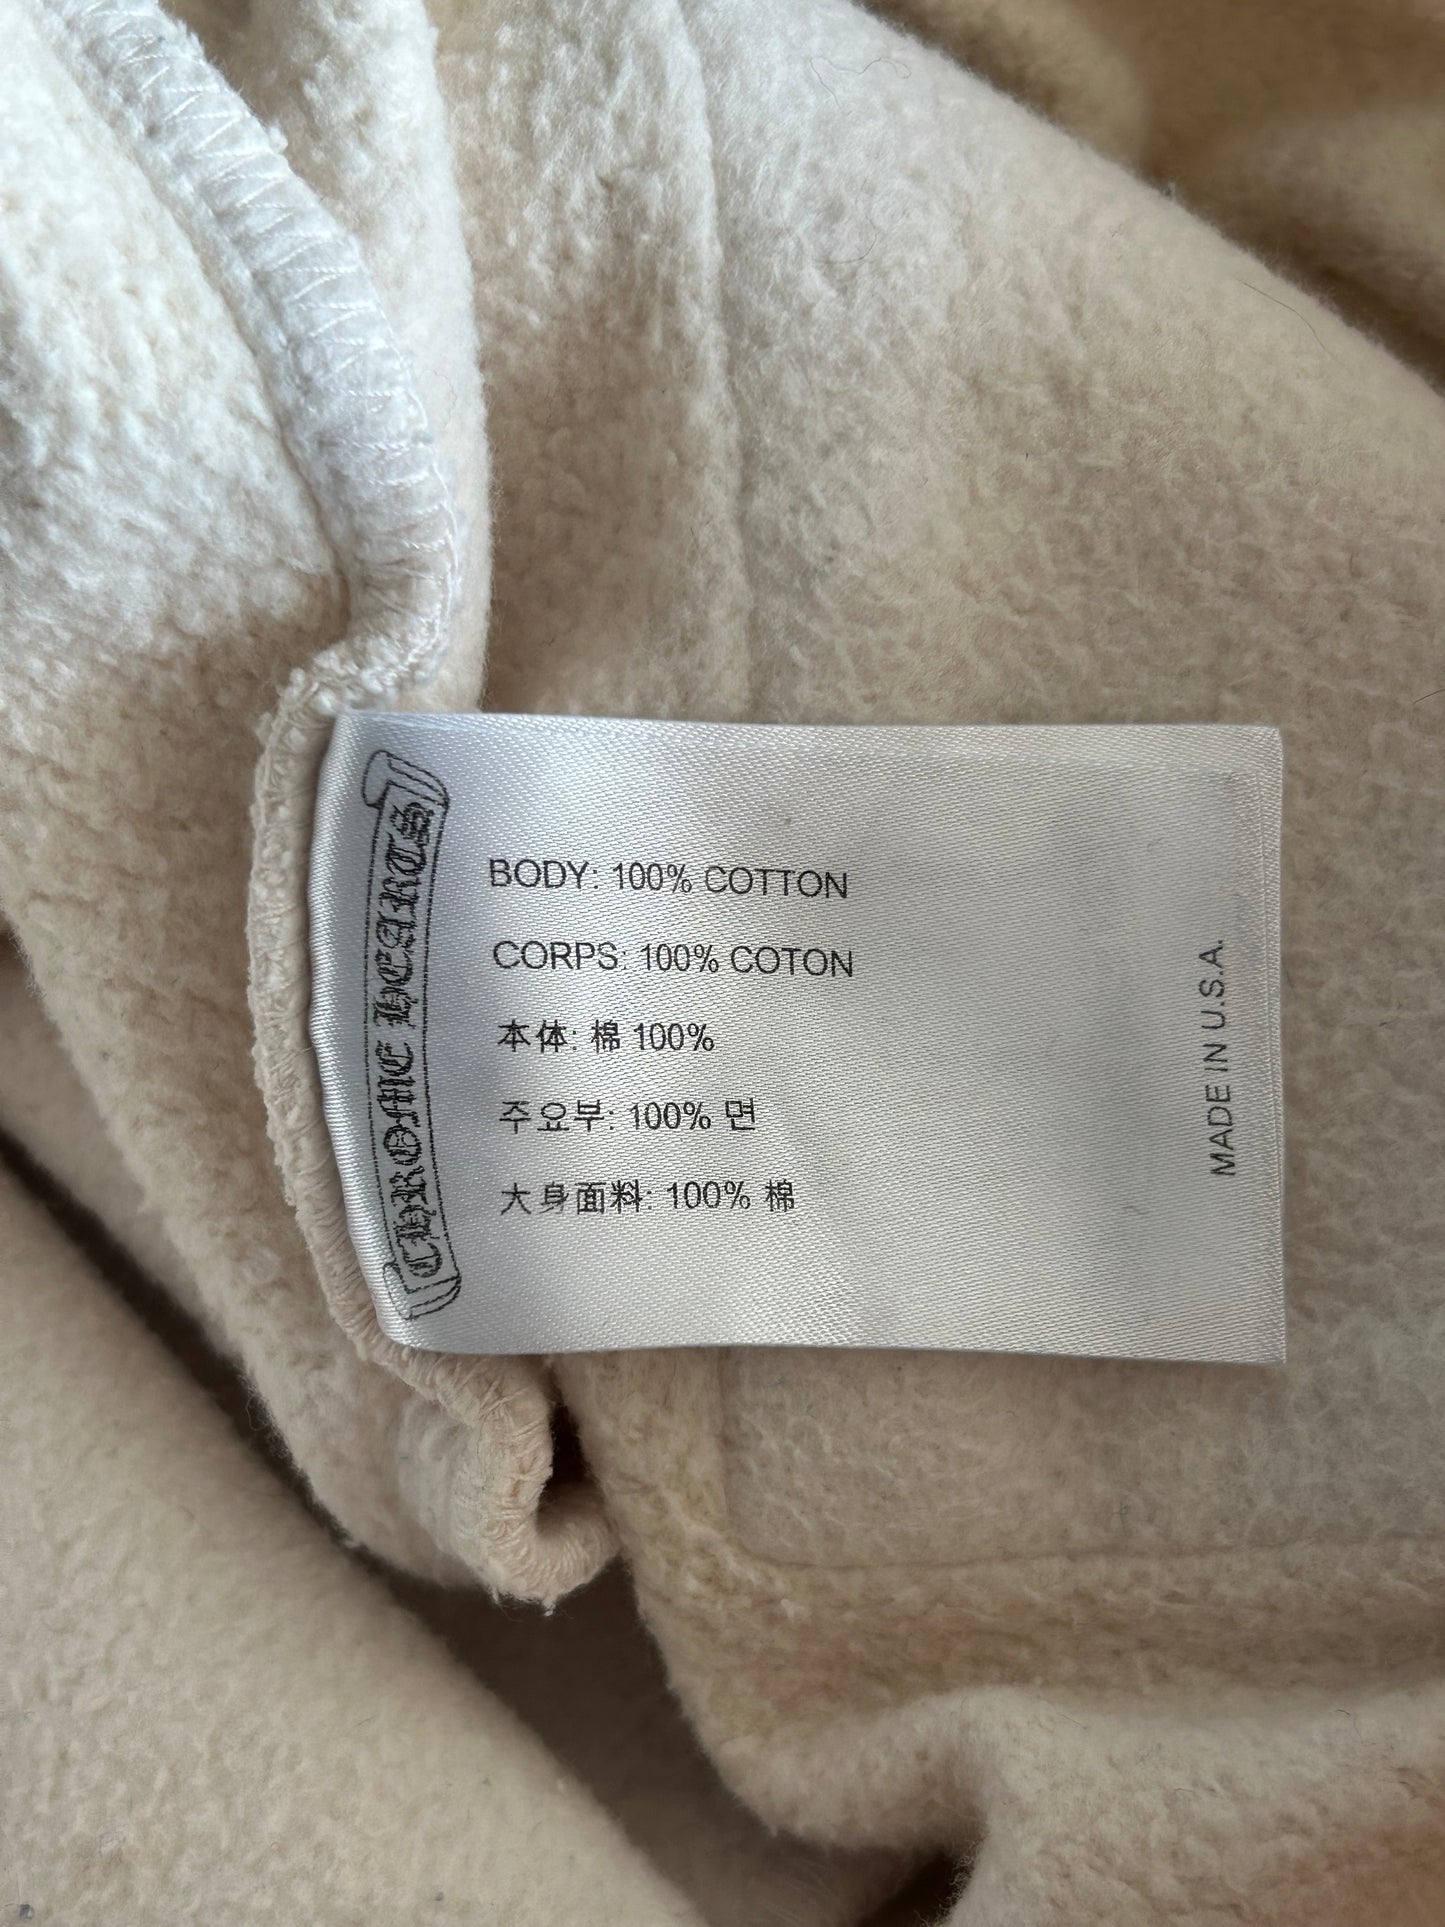 CHROME HEARTS
BODY: 100% COTTON
CORPS: 100% COTON
本体: 棉 100%
주요부: 100% 면
大身面料: 100% 棉
MADE IN U.S.A.